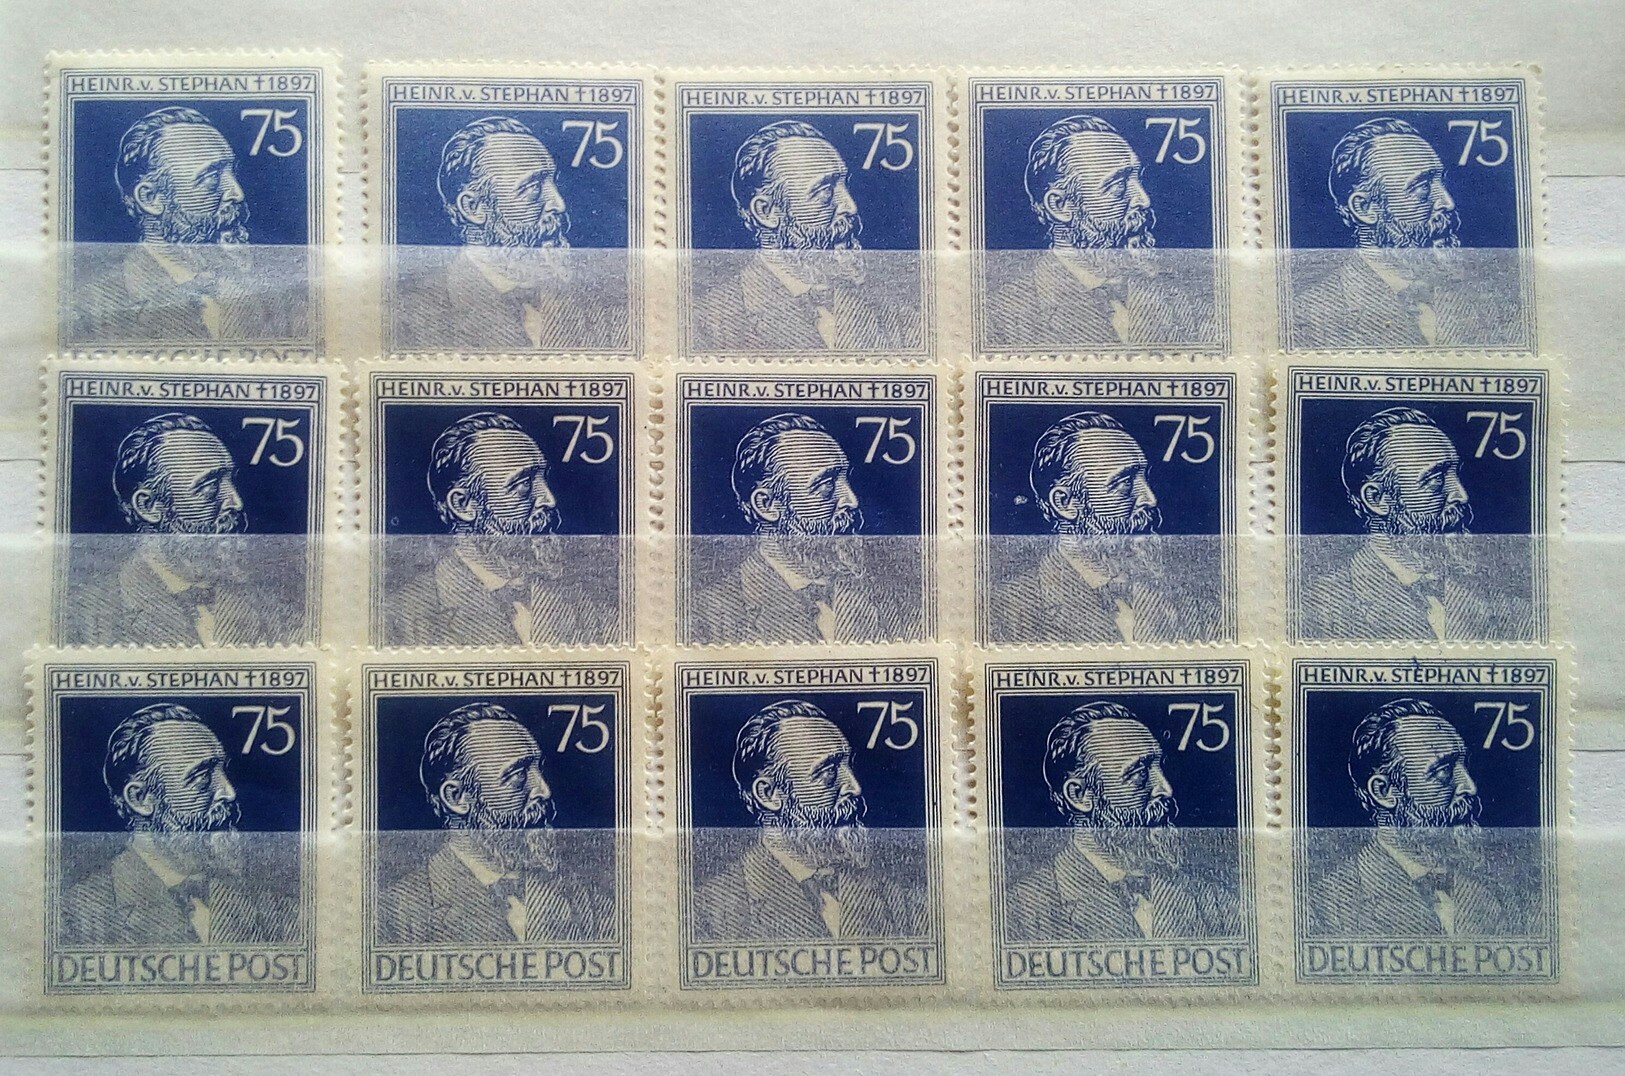 HEINR.v. STEPHAN †1897
75
HEINR.v. STEPHAN †1897
75
HEINR.v. STEPHAN †1897
75
HEINR.v. STEPHAN †1897
75
HEINR.v. STEPHAN †1897
75
DEUTSCHE POST
HEINR.v. STEPHAN †1897
75
HEINR.v. STEPHAN †1897
75
HEINR.v. STEPHAN †1897
75
HEINR.v. STEPHAN †1897
75
HEINR.v. STEPHAN †1897
75
HEINR.v. STEPHAN †1897
75
DEUTSCHE POST
HEINR.v. STEPHAN †1897
75
DEUTSCHE POST
HEINR.v. STEPHAN †1897
75
DEUTSCHE POST
HEINR.v. STEPHAN †1897
75
DEUTSCHE POST
HEINR.v. STEPHAN †1897
75
DEUTSCHE POST